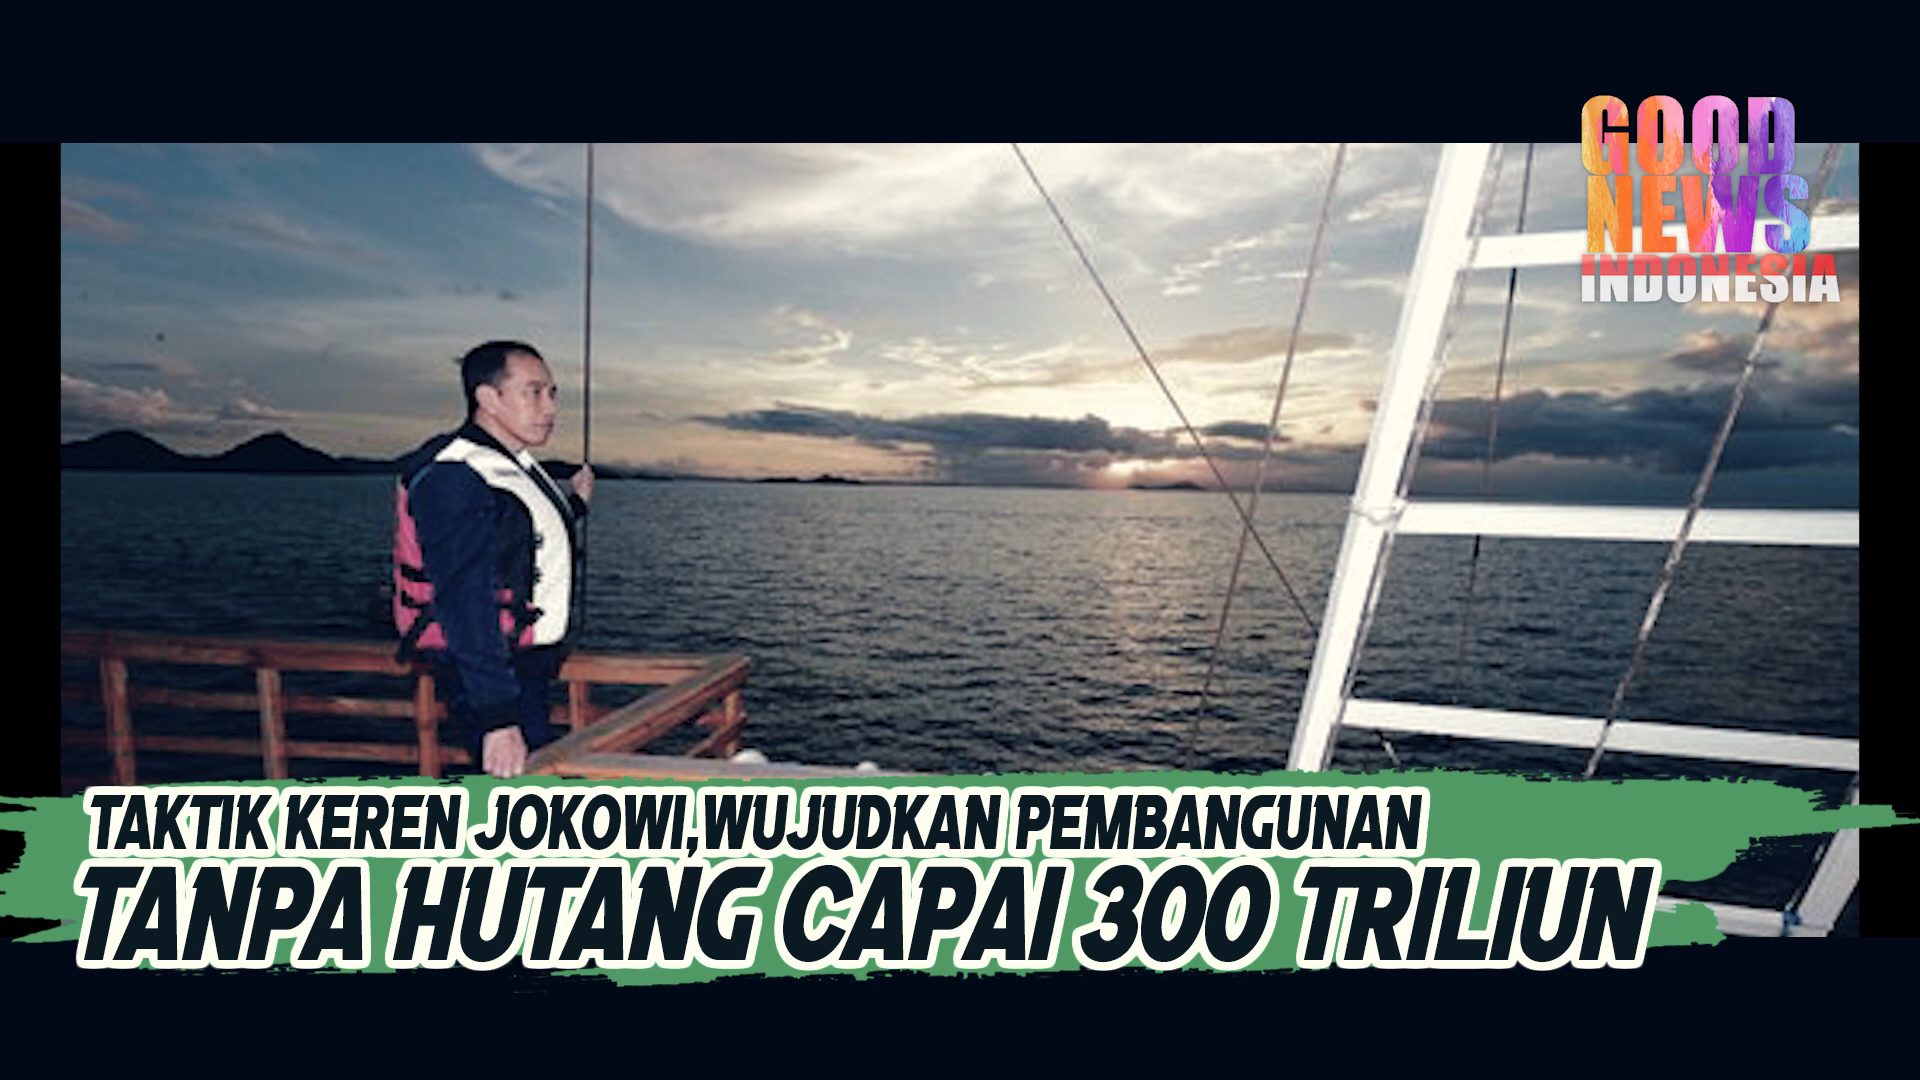 GOOD
NEWS
INDONESIA
TAKTIK KEREN JOKOWI,WUJUDKAN PEMBANGUNAN
TANPA HUTANG CAPAI 300 TRILIUN